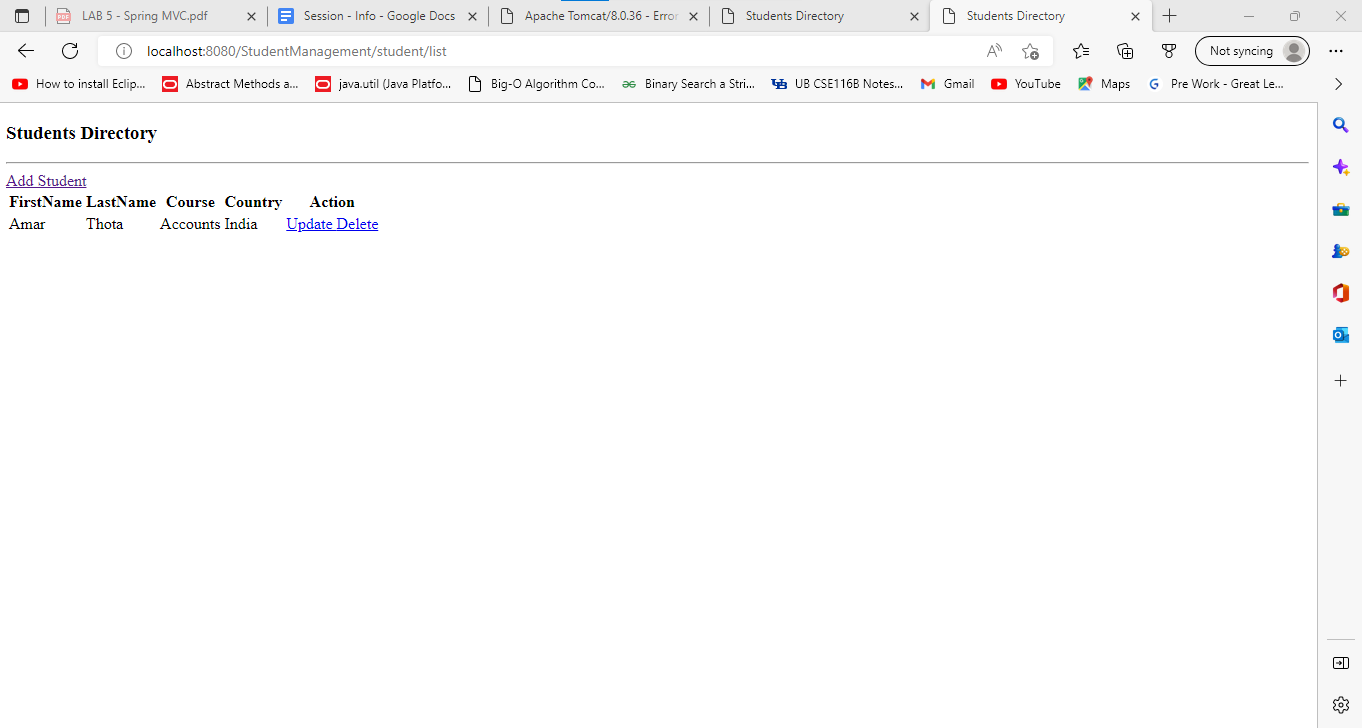 LAB 5 - Spring MVC.pdf Session - Info - Google Docs Apache Tomcat/8.0.36 - Error Students Directory Students Directory
localhost:8080/StudentManagement/student/list Not syncing
How to install Eclip... Abstract Methods a... java.util (Java Platfo... Big-O Algorithm Co... Binary Search a Stri... UB CSE116B Notes... Gmail YouTube Maps Pre Work - Great Le...
Students Directory
Add Student
FirstName LastName Course Country Action
Amar Thota Accounts India Update Delete